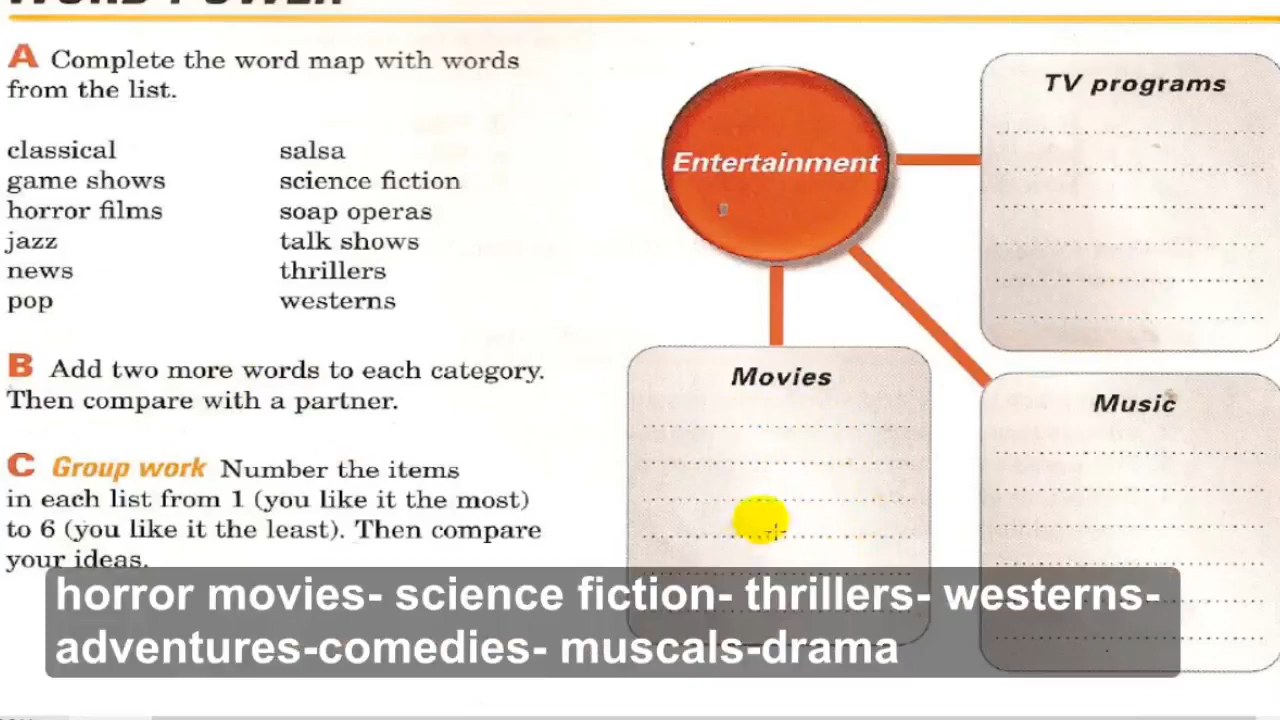 WORD POWER
A Complete the word map with words
from the list.
classical
game shows
horror films
jazz
news
pop
salsa
science fiction
soap operas
talk shows
thrillers
westerns
B Add two more words to each category.
Then compare with a partner.
C Group work Number the items
in each list from 1 (you like it the most)
to 6 (you like it the least). Then compare
your ideas.
Entertainment
TV programs
Movies
Music
horror movies- science fiction- thrillers- westerns-
adventures-comedies- muscals-drama